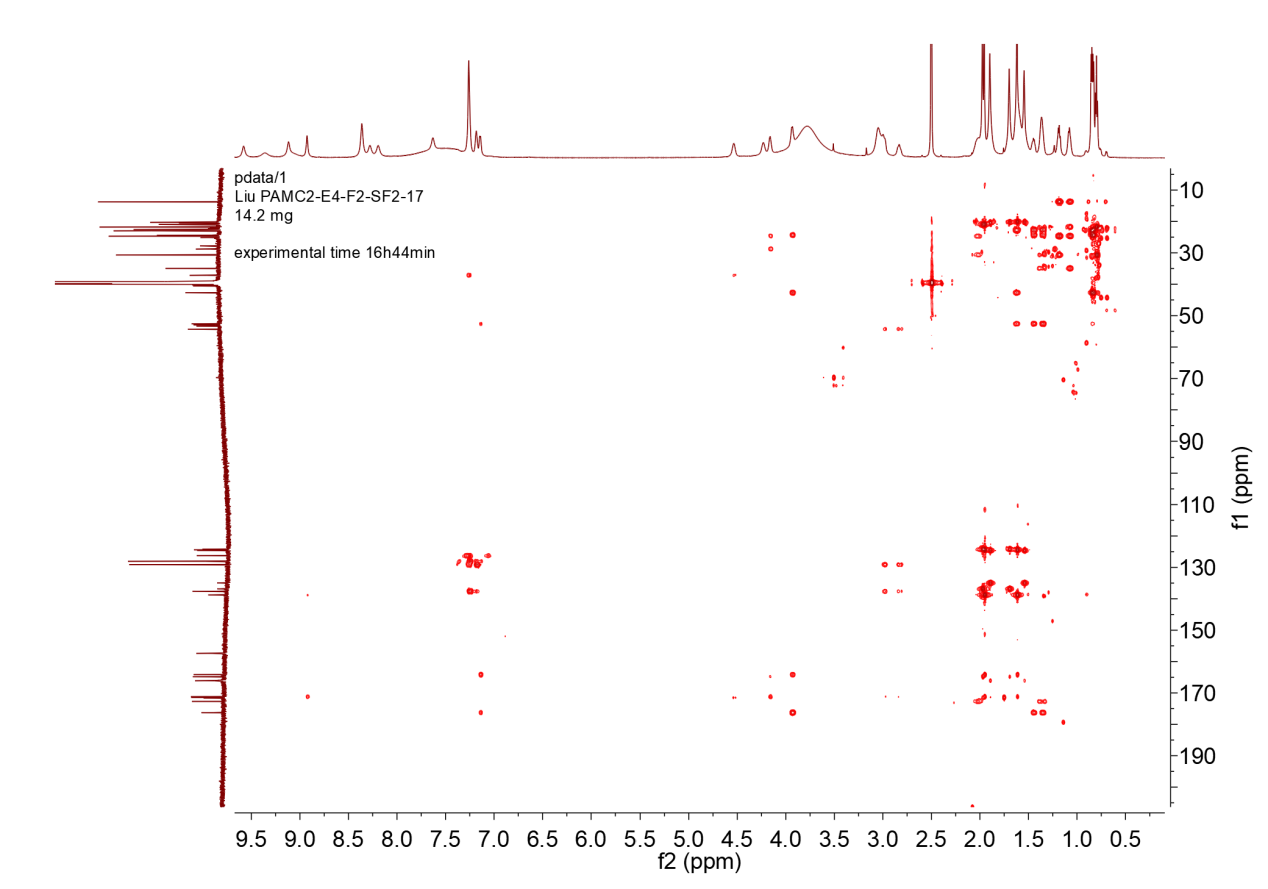 pdata/1
Liu PAMC2-E4-F2-SF2-17
14.2 mg
experimental time 16h44min
10
30
50
70
90
110
130
150
170
190
f1 (ppm)
9.5 9.0 8.5 8.0 7.5 7.0 6.5 6.0 5.5 5.0 4.5 4.0 3.5 3.0 2.5 2.0 1.5 1.0 0.5
f2 (ppm)